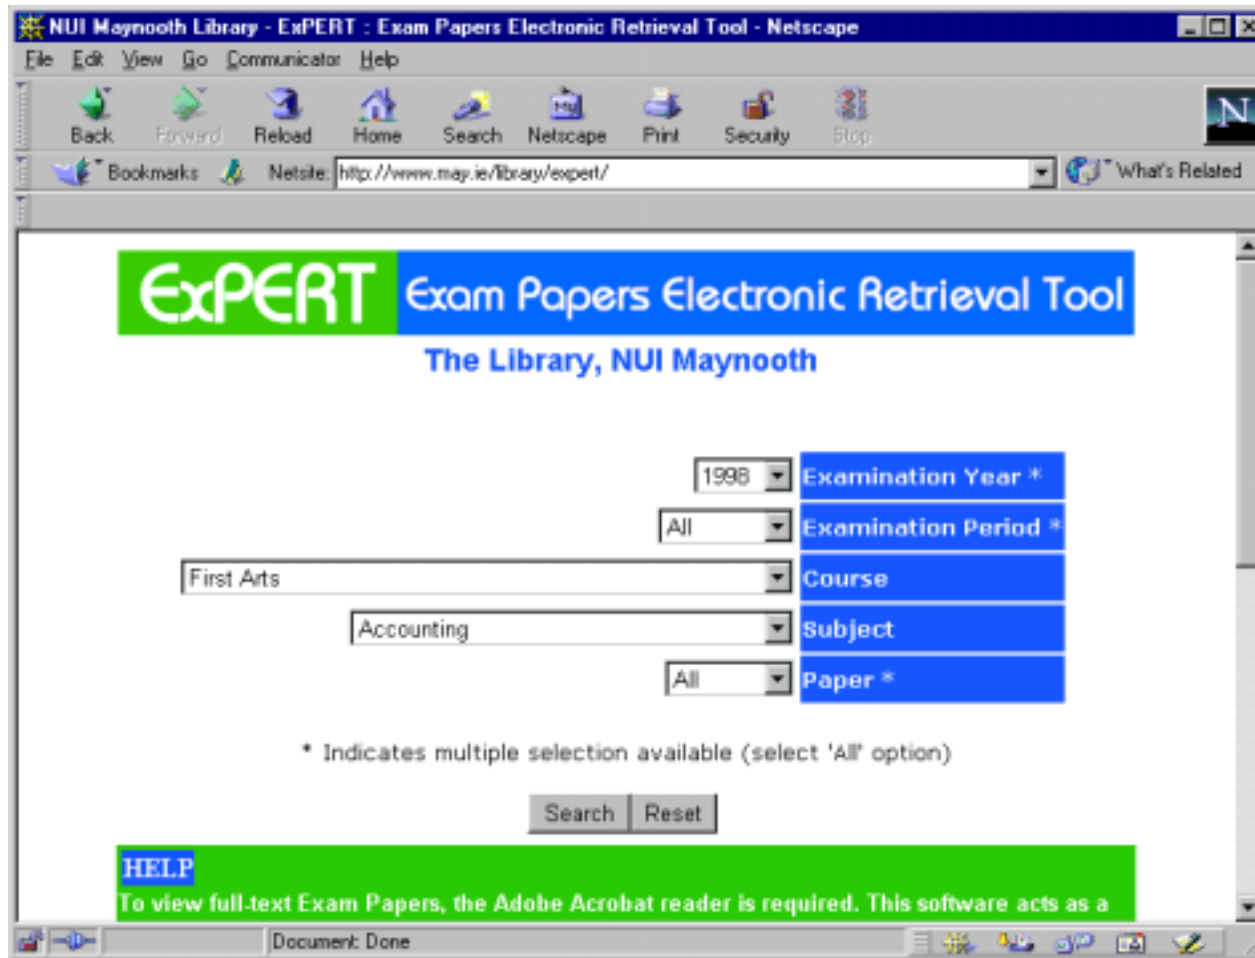 NUI Maynooth Library - ExPERT : Exam Papers Electronic Retrieval Tool - Netscape
File Edit View Go Communicator Help
Back Forward Reload Home Search Netscape Print Security Stop
N
Bookmarks Netsite: http://www.may.ie/library/expert/ What's Related
ExPERT Exam Papers Electronic Retrieval Tool
The Library, NUI Maynooth
1998 Examination Year *
All Examination Period *
First Arts Course
Accounting Subject
All Paper *
* Indicates multiple selection available (select 'All' option)
Search Reset
HELP
To view full-text Exam Papers, the Adobe Acrobat reader is required. This software acts as a
Document: Done